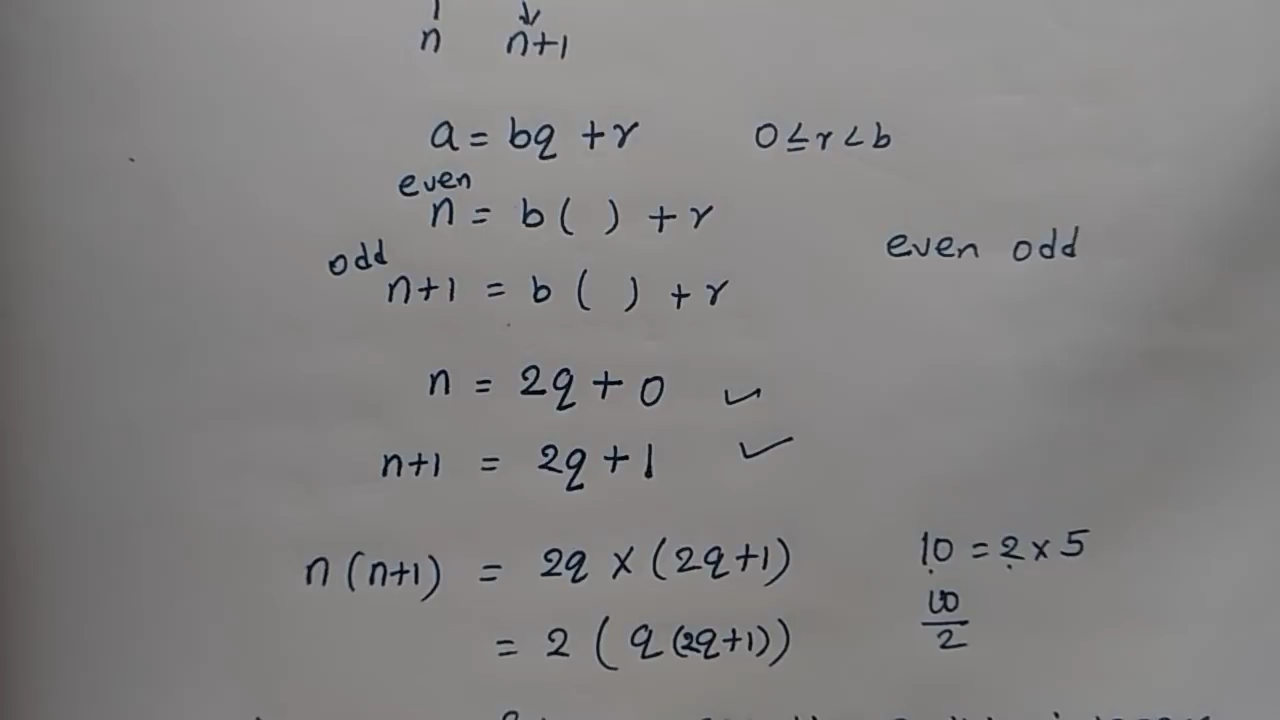 n n+1
a = bq + r 0 ≤ r < b
even
n = b ( ) + r
even odd
odd
n+1 = b ( ) + r
n = 2q + 0 ✓
n+1 = 2q + 1 ✓
n (n+1) = 2q × (2q+1)
10 = 2 × 5
= 2 ( q (2q+1))
10
2